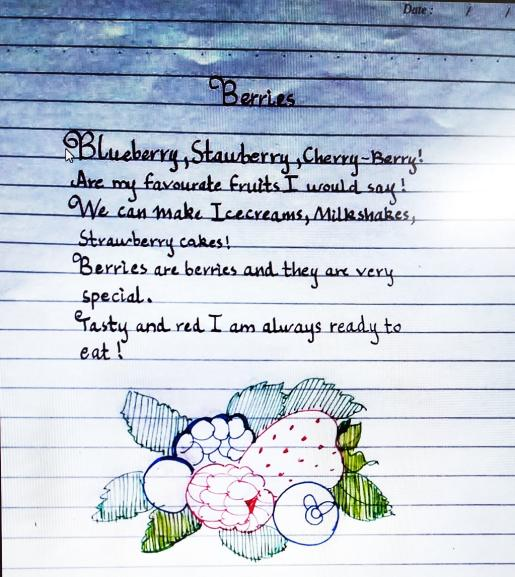 Date : / /
Berries
Blueberry, Stawberry, Cherry-Berry!
Are my favourate fruits I would say!
We can make Icecreams, Milkshakes,
Strawberry cakes!
Berries are berries and they are very
special.
Tasty and red I am always ready to
eat!